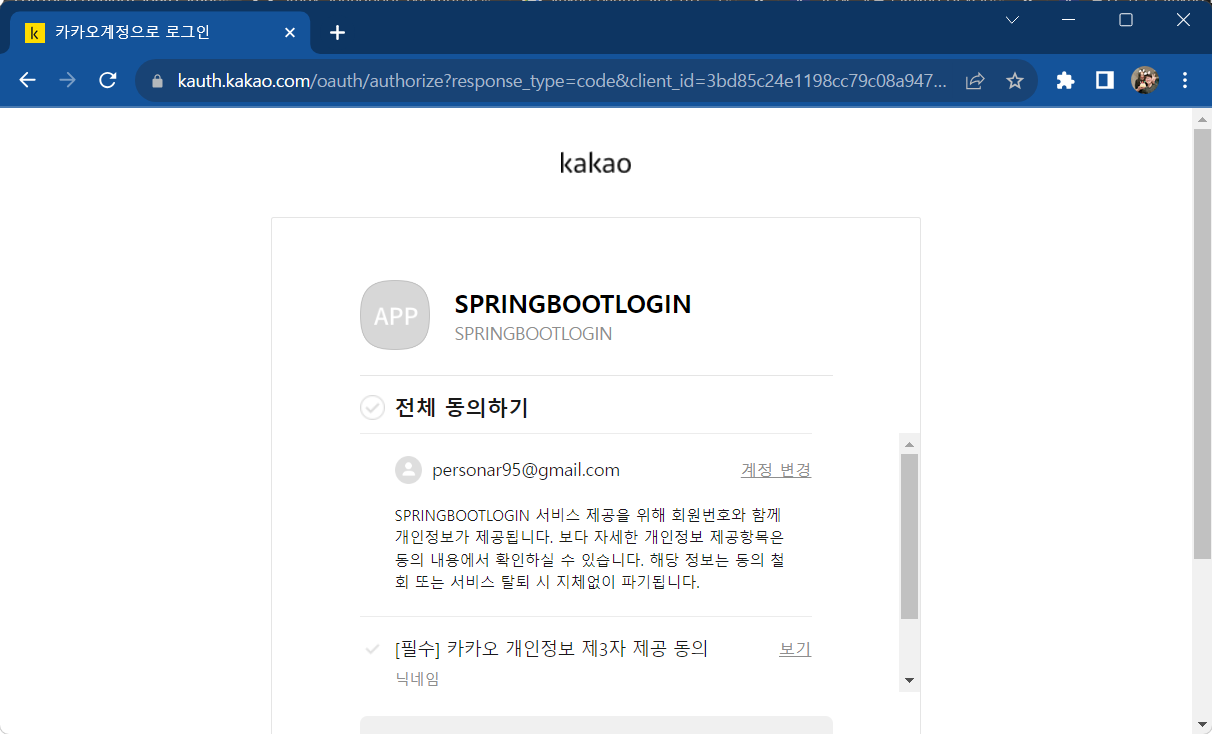 카카오계정으로 로그인
kauth.kakao.com/oauth/authorize?response_type=code&client_id=3bd85c24e1198cc79c08a947...
kakao
APP
SPRINGBOOTLOGIN
SPRINGBOOTLOGIN
전체 동의하기
personar95@gmail.com 계정 변경
SPRINGBOOTLOGIN 서비스 제공을 위해 회원번호와 함께
개인정보가 제공됩니다. 보다 자세한 개인정보 제공항목은
동의 내용에서 확인하실 수 있습니다. 해당 정보는 동의 철
회 또는 서비스 탈퇴 시 지체없이 파기됩니다.
[필수] 카카오 개인정보 제3자 제공 동의 보기
닉네임